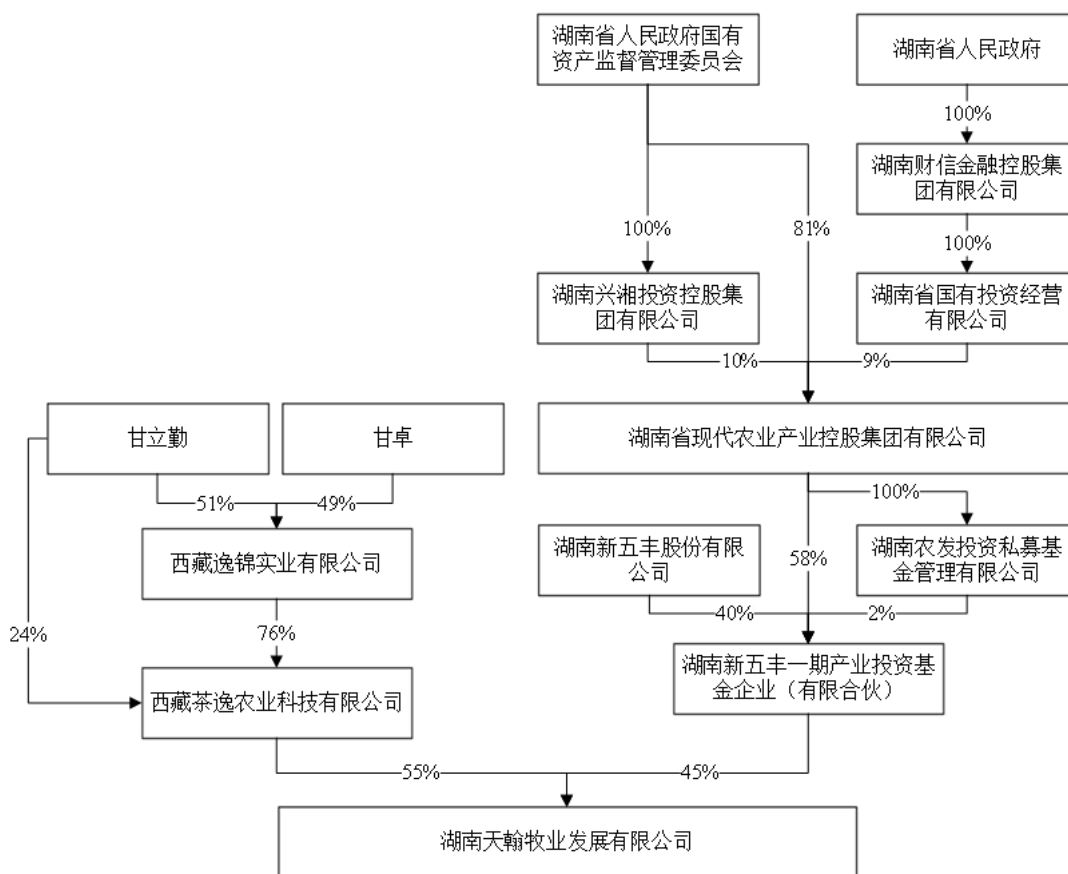 湖南省人民政府国有
资产监督管理委员会
湖南省人民政府
100%
湖南财信金融控股集
团有限公司
100%
81%
100%
湖南兴湘投资控股集
团有限公司
湖南省国有投资经营
有限公司
10%
9%
甘立勤
甘卓
湖南省现代农业产业控股集团有限公司
51%
49%
100%
西藏逸锦实业有限公司
湖南新五丰股份有限
公司
58%
湖南农发投资私募基
金管理有限公司
24%
76%
40%
2%
西藏茶逸农业科技有限公司
湖南新五丰一期产业投资基
金企业（有限合伙）
55%
45%
湖南天翰牧业发展有限公司